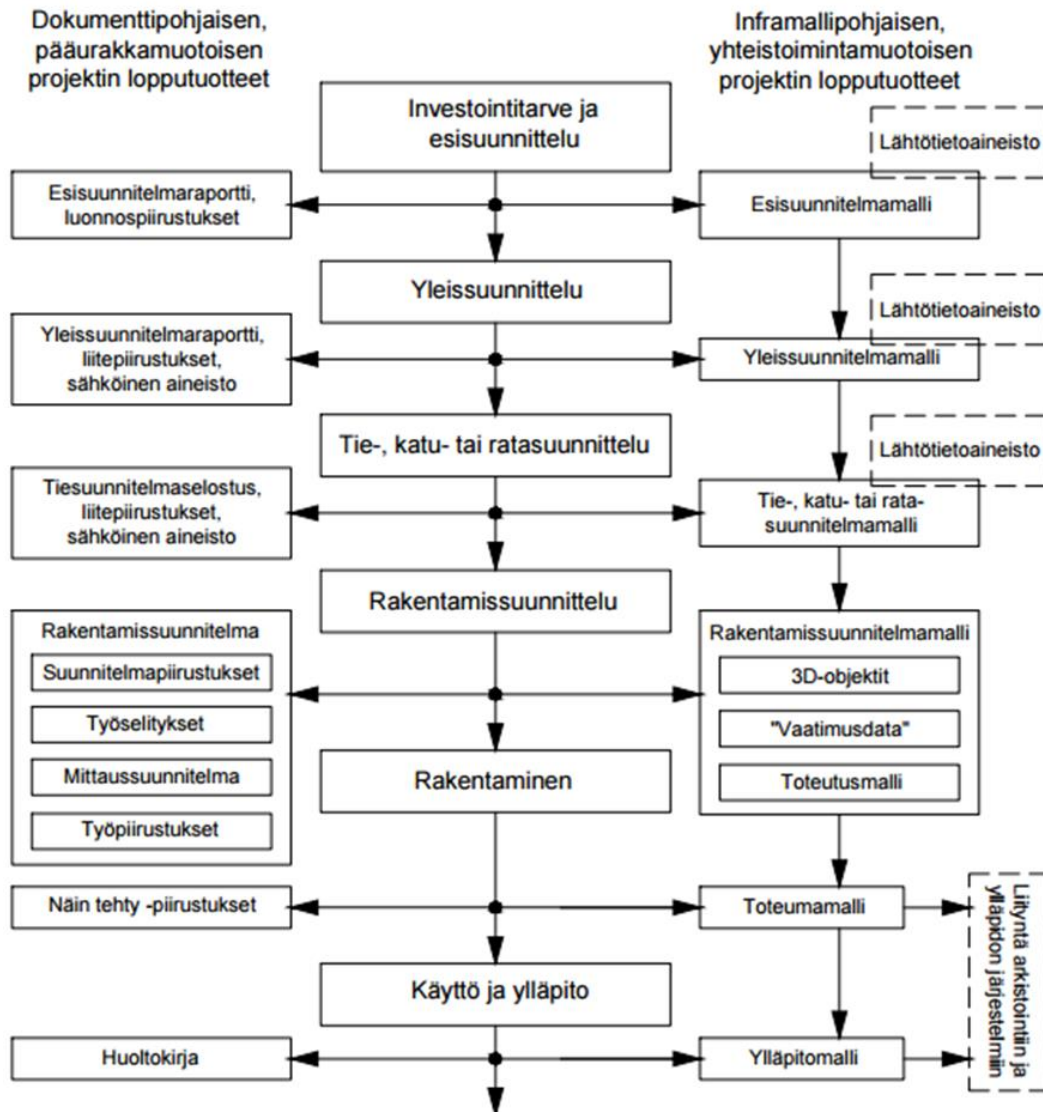 Dokumenttipohjaisen,
pääurakkamuotoisen
projektin lopputuotteet
Inframallipohjaisen,
yhteistoimintamuotoisen
projektin lopputuotteet
Investointitarve ja
esisuunnittelu
Lähtötietoaineisto
Esisuunnitelmaraportti,
luonnospiirustukset
Esisuunnitelmamalli
Yleissuunnittelu
Lähtötietoaineisto
Yleissuunnitelmaraportti,
liitepiirustukset,
sähköinen aineisto
Yleissuunnitelmamalli
Tie-, katu- tai ratasuunnittelu
Lähtötietoaineisto
Tiesuunnitelmaselostus,
liitepiirustukset,
sähköinen aineisto
Tie-, katu- tai rata-
suunnitelmamalli
Rakentamissuunnittelu
Rakentamissuunnitelma
Suunnitelmapiirustukset
Työselitykset
Mittaussuunnitelma
Työpiirustukset
Rakentamissuunnitelmamalli
3D-objektit
"Vaatimusdata"
Toteutusmalli
Rakentaminen
Näin tehty -piirustukset
Toteumamalli
Liityntä arkistointiin ja
ylläpidon järjestelmiin
Käyttö ja ylläpito
Huoltokirja
Ylläpitomalli